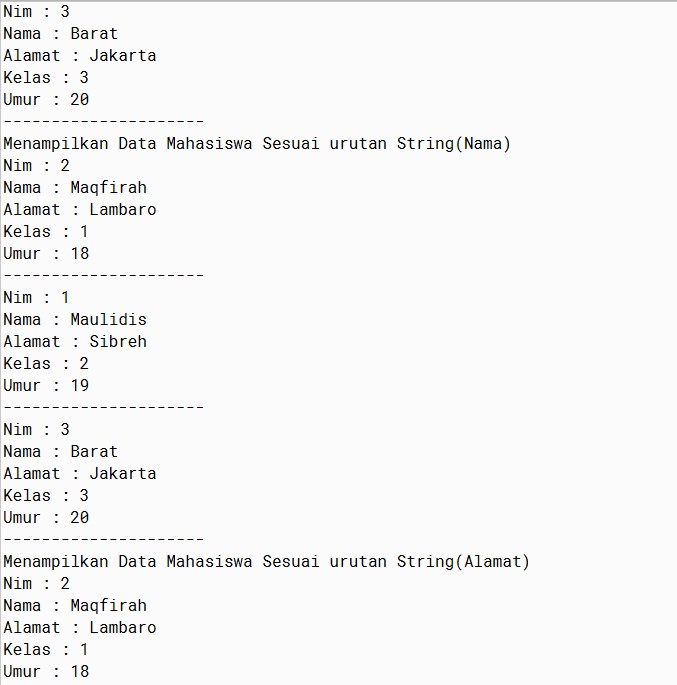 Nim : 3
Nama : Barat
Alamat : Jakarta
Kelas : 3
Umur : 20
---------------------
Menampilkan Data Mahasiswa Sesuai urutan String(Nama)
Nim : 2
Nama : Maqfirah
Alamat : Lambaro
Kelas : 1
Umur : 18
---------------------
Nim : 1
Nama : Maulidis
Alamat : Sibreh
Kelas : 2
Umur : 19
---------------------
Nim : 3
Nama : Barat
Alamat : Jakarta
Kelas : 3
Umur : 20
---------------------
Menampilkan Data Mahasiswa Sesuai urutan String(Alamat)
Nim : 2
Nama : Maqfirah
Alamat : Lambaro
Kelas : 1
Umur : 18